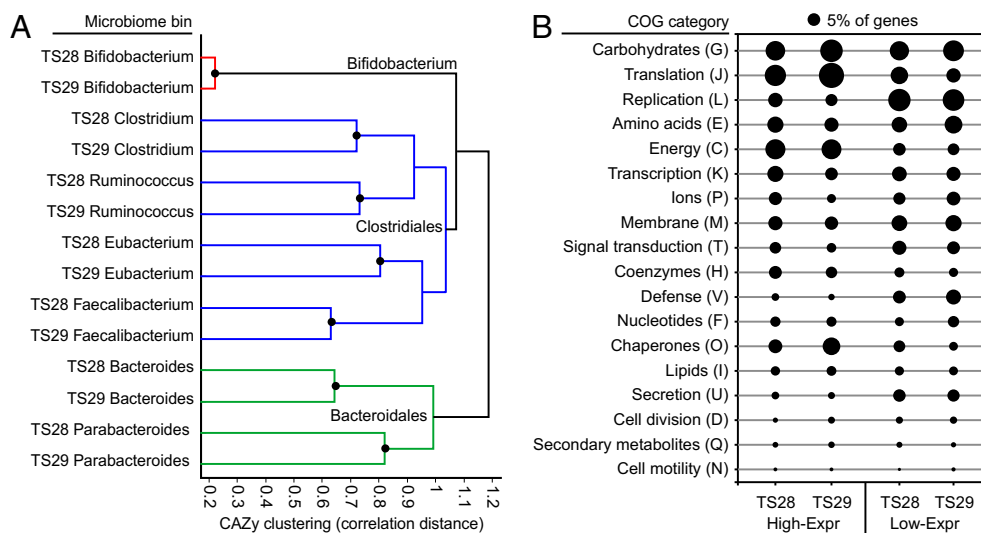 A
Microbiome bin
TS28 Bifidobacterium
TS29 Bifidobacterium
TS28 Clostridium
TS29 Clostridium
TS28 Ruminococcus
TS29 Ruminococcus
TS28 Eubacterium
TS29 Eubacterium
TS28 Faecalibacterium
TS29 Faecalibacterium
TS28 Bacteroides
TS29 Bacteroides
TS28 Parabacteroides
TS29 Parabacteroides
Bifidobacterium
Clostridiales
Bacteroidales
0.2 0.3 0.4 0.5 0.6 0.7 0.8 0.9 1 1.1 1.2
CAZy clustering (correlation distance)
B
COG category
5% of genes
Carbohydrates (G)
Translation (J)
Replication (L)
Amino acids (E)
Energy (C)
Transcription (K)
Ions (P)
Membrane (M)
Signal transduction (T)
Coenzymes (H)
Defense (V)
Nucleotides (F)
Chaperones (O)
Lipids (I)
Secretion (U)
Cell division (D)
Secondary metabolites (Q)
Cell motility (N)
TS28 TS29 TS28 TS29
High-Expr Low-Expr